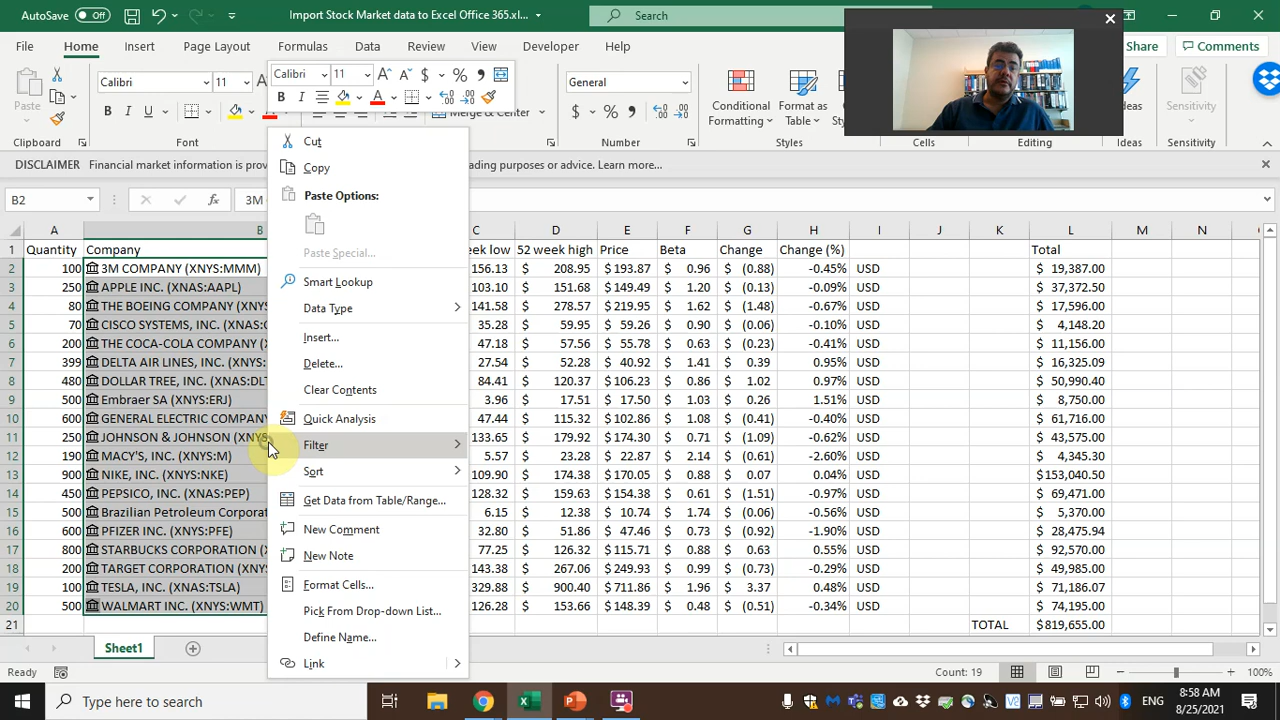 AutoSave Off Import Stock Market data to Excel Office 365.xl... Search
File Home Insert Page Layout Formulas Data Review View Developer Help Share Comments
Calibri 11 $ % ,
B I A
Paste Calibri 11 General Conditional Format as Ideas Sensitivity
B I U $ % Formatting Table
Merge & Center
Clipboard Font Number Styles Cells Editing Ideas Sensitivity
DISCLAIMER Financial market information is prov ading purposes or advice. Learn more...
B2 fx 3M
Cut
Copy
Paste Options:
Paste Special...
Smart Lookup
Data Type
Insert...
Delete...
Clear Contents
Quick Analysis
Filter
Sort
Get Data from Table/Range...
New Comment
New Note
Format Cells...
Pick From Drop-down List...
Define Name...
Link
A B C D E F G H I J K L M N
1 Quantity Company eek low 52 week high Price Beta Change Change (%) Total
2 100 3M COMPANY (XNYS:MMM) 156.13 $ 208.95 $ 193.87 $ 0.96 $ (0.88) -0.45% USD $ 19,387.00
3 250 APPLE INC. (XNAS:AAPL) 103.10 $ 151.68 $ 149.49 $ 1.20 $ (0.13) -0.09% USD $ 37,372.50
4 80 THE BOEING COMPANY (XNYS 141.58 $ 278.57 $ 219.95 $ 1.62 $ (1.48) -0.67% USD $ 17,596.00
5 70 CISCO SYSTEMS, INC. (XNAS:C 35.28 $ 59.95 $ 59.26 $ 0.90 $ (0.06) -0.10% USD $ 4,148.20
6 200 THE COCA-COLA COMPANY ( 47.18 $ 57.56 $ 55.78 $ 0.63 $ (0.23) -0.41% USD $ 11,156.00
7 399 DELTA AIR LINES, INC. (XNYS: 27.54 $ 52.28 $ 40.92 $ 1.41 $ 0.39 0.95% USD $ 16,325.09
8 480 DOLLAR TREE, INC. (XNAS:DLT 84.41 $ 120.37 $ 106.23 $ 0.86 $ 1.02 0.97% USD $ 50,990.40
9 500 Embraer SA (XNYS:ERJ) 3.96 $ 17.51 $ 17.50 $ 1.03 $ 0.26 1.51% USD $ 8,750.00
10 600 GENERAL ELECTRIC COMPANY 47.44 $ 115.32 $ 102.86 $ 1.08 $ (0.41) -0.40% USD $ 61,716.00
11 250 JOHNSON & JOHNSON (XNYS 133.65 $ 179.92 $ 174.30 $ 0.71 $ (1.09) -0.62% USD $ 43,575.00
12 190 MACY'S, INC. (XNYS:M) 5.57 $ 23.28 $ 22.87 $ 2.14 $ (0.61) -2.60% USD $ 4,345.30
13 900 NIKE, INC. (XNYS:NKE) 109.90 $ 174.38 $ 170.05 $ 0.88 $ 0.07 0.04% USD $153,040.50
14 450 PEPSICO, INC. (XNAS:PEP) 128.32 $ 159.63 $ 154.38 $ 0.61 $ (1.51) -0.97% USD $ 69,471.00
15 500 Brazilian Petroleum Corporat 6.15 $ 12.38 $ 10.74 $ 1.74 $ (0.06) -0.56% USD $ 5,370.00
16 600 PFIZER INC. (XNYS:PFE) 32.80 $ 51.86 $ 47.46 $ 0.73 $ (0.92) -1.90% USD $ 28,475.94
17 800 STARBUCKS CORPORATION (X 77.25 $ 126.32 $ 115.71 $ 0.88 $ 0.63 0.55% USD $ 92,570.00
18 200 TARGET CORPORATION (XNYS 143.38 $ 267.06 $ 249.93 $ 0.99 $ (0.73) -0.29% USD $ 49,985.00
19 100 TESLA, INC. (XNAS:TSLA) 329.88 $ 900.40 $ 711.86 $ 1.96 $ 3.37 0.48% USD $ 71,186.07
20 500 WALMART INC. (XNYS:WMT) 126.28 $ 153.66 $ 148.39 $ 0.48 $ (0.51) -0.34% USD $ 74,195.00
21 TOTAL $819,655.00
Sheet1
Ready Count: 19 100%
Type here to search ENG 8:58 AM
8/25/2021